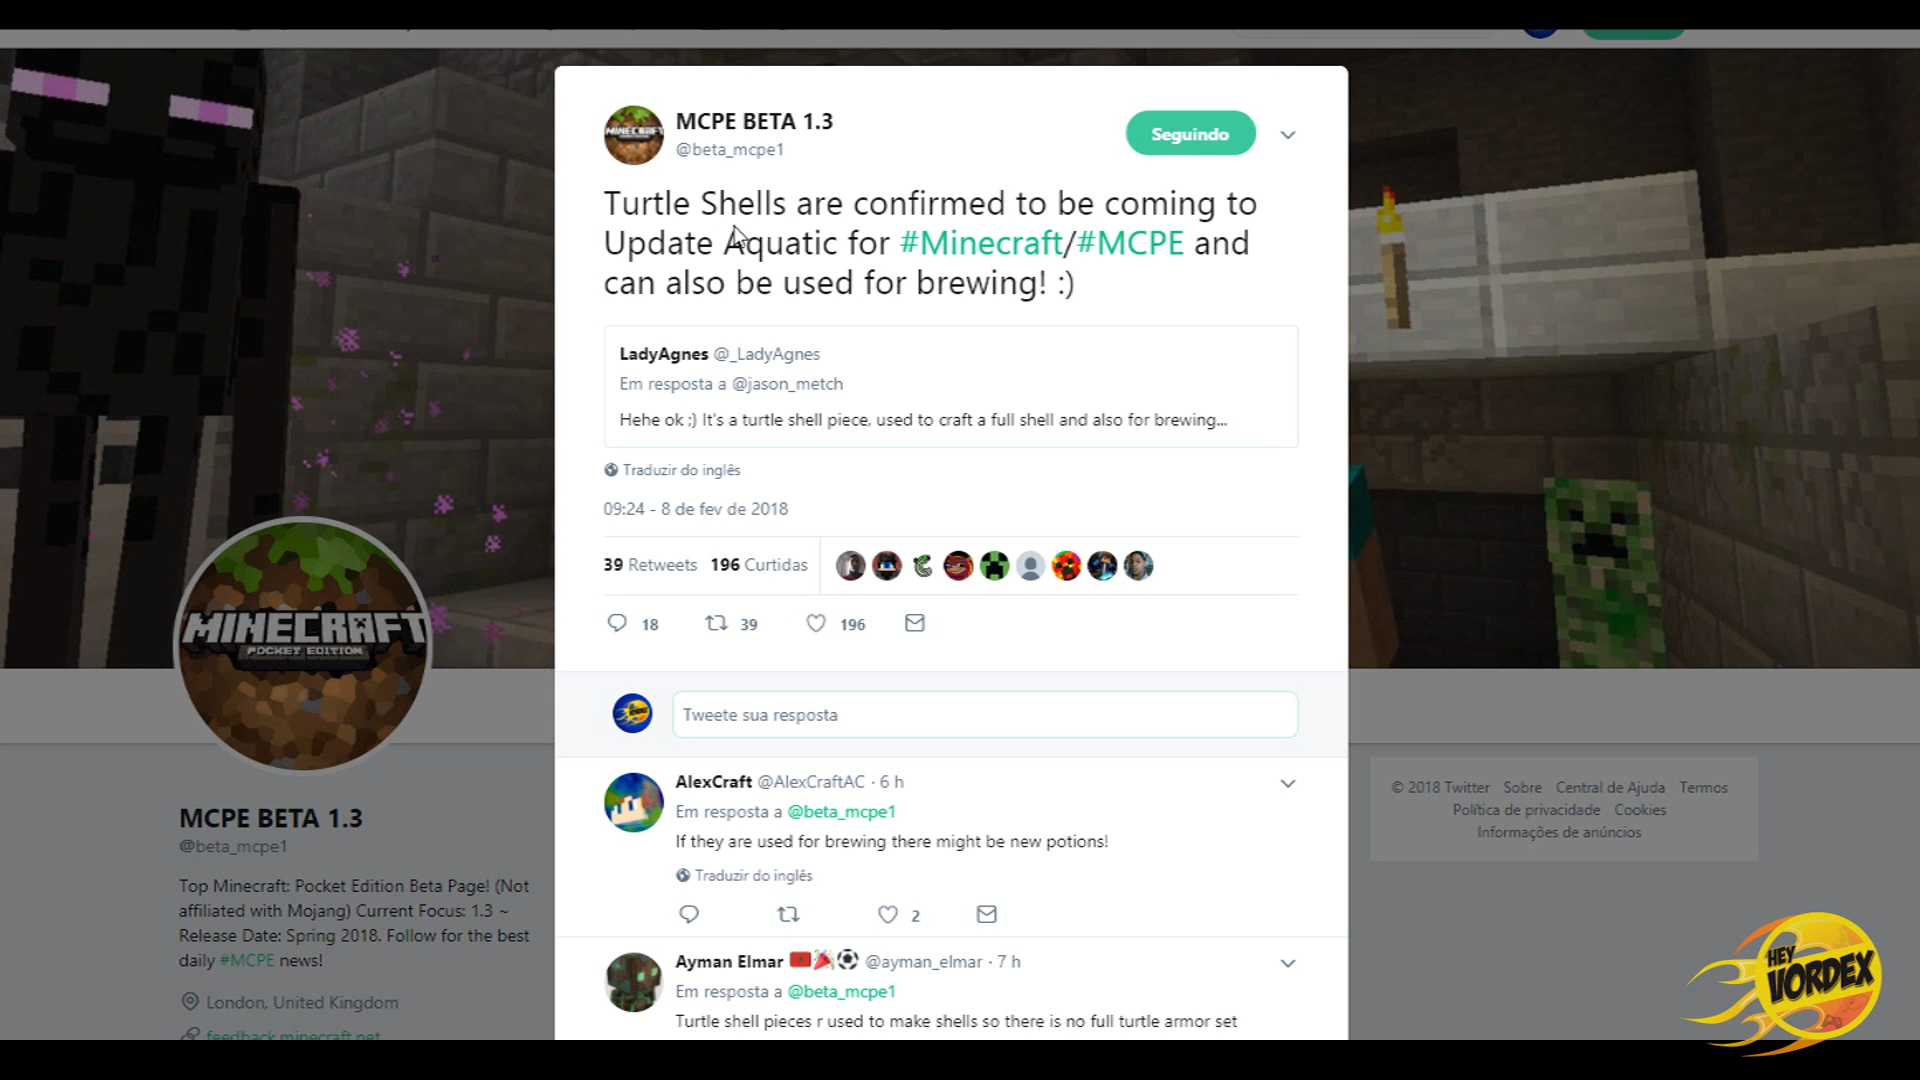 MCPE BETA 1.3
@beta_mcpe1
Seguindo
Turtle Shells are confirmed to be coming to
Update Aquatic for #Minecraft/#MCPE and
can also be used for brewing! :)
LadyAgnes @_LadyAgnes
Em resposta a @jason_metch
Hehe ok ;) It's a turtle shell piece, used to craft a full shell and also for brewing...
Traduzir do inglês
09:24 - 8 de fev de 2018
39 Retweets 196 Curtidas
18 39 196
Tweete sua resposta
AlexCraft @AlexCraftAC · 6 h
Em resposta a @beta_mcpe1
If they are used for brewing there might be new potions!
Traduzir do inglês
2
Ayman Elmar @ayman_elmar · 7 h
Em resposta a @beta_mcpe1
Turtle shell pieces r used to make shells so there is no full turtle armor set
MINECRAFT
MINECRAFT
POCKET EDITION
MCPE BETA 1.3
@beta_mcpe1
Top Minecraft: Pocket Edition Beta Page! (Not
affiliated with Mojang) Current Focus: 1.3 ~
Release Date: Spring 2018. Follow for the best
daily #MCPE news!
London, United Kingdom
feedback.minecraft.net
© 2018 Twitter Sobre Central de Ajuda Termos
Política de privacidade Cookies
Informações de anúncios
HEY
VORDEX